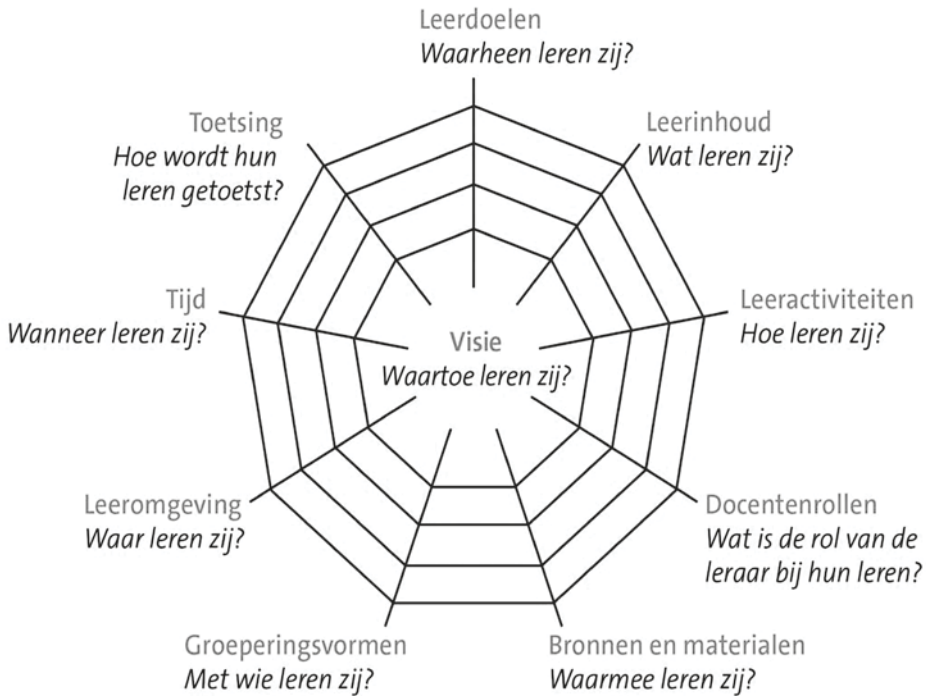 Leerdoelen
Waarheen leren zij?
Leerinhoud
Wat leren zij?
Leeractiviteiten
Hoe leren zij?
Docentenrollen
Wat is de rol van de
leraar bij hun leren?
Bronnen en materialen
Waarmee leren zij?
Groeperingsvormen
Met wie leren zij?
Leeromgeving
Waar leren zij?
Tijd
Wanneer leren zij?
Toetsing
Hoe wordt hun
leren getoetst?
Visie
Waartoe leren zij?